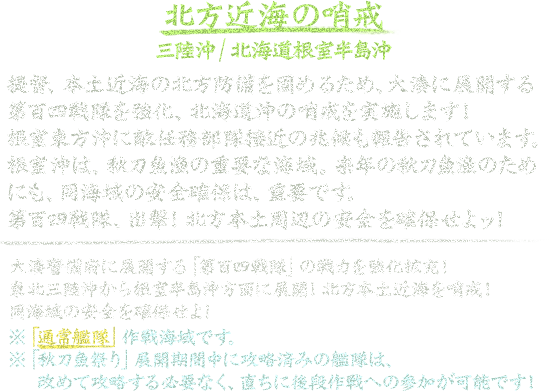 北方近海の哨戒
三陸沖/北海道根室半島沖
提督、本土近海の北方防備を固めるため、大湊に展開する
第百四戦隊を強化、北海道沖の哨戒を実施します!
根室東方沖に敵任務部隊接近の兆候も報告されています。
根室沖は、秋刀魚漁の重要な海域。来年の秋刀魚漁のため
にも、同海域の安全確保は、重要です。
第百四戦隊、出撃!北方本土周辺の安全を確保せよッ!
大湊警備府に展開する「第百四戦隊」の戦力を強化拡充!
東北三陸沖から根室半島沖方面に展開!北方本土近海を哨戒!
同海域の安全を確保せよ!
※「通常艦隊」作戦海域です。
※「秋刀魚祭り」展開期間中に攻略済みの艦隊は、
改めて攻略する必要なく、直ちに後段作戦への参加が可能です!